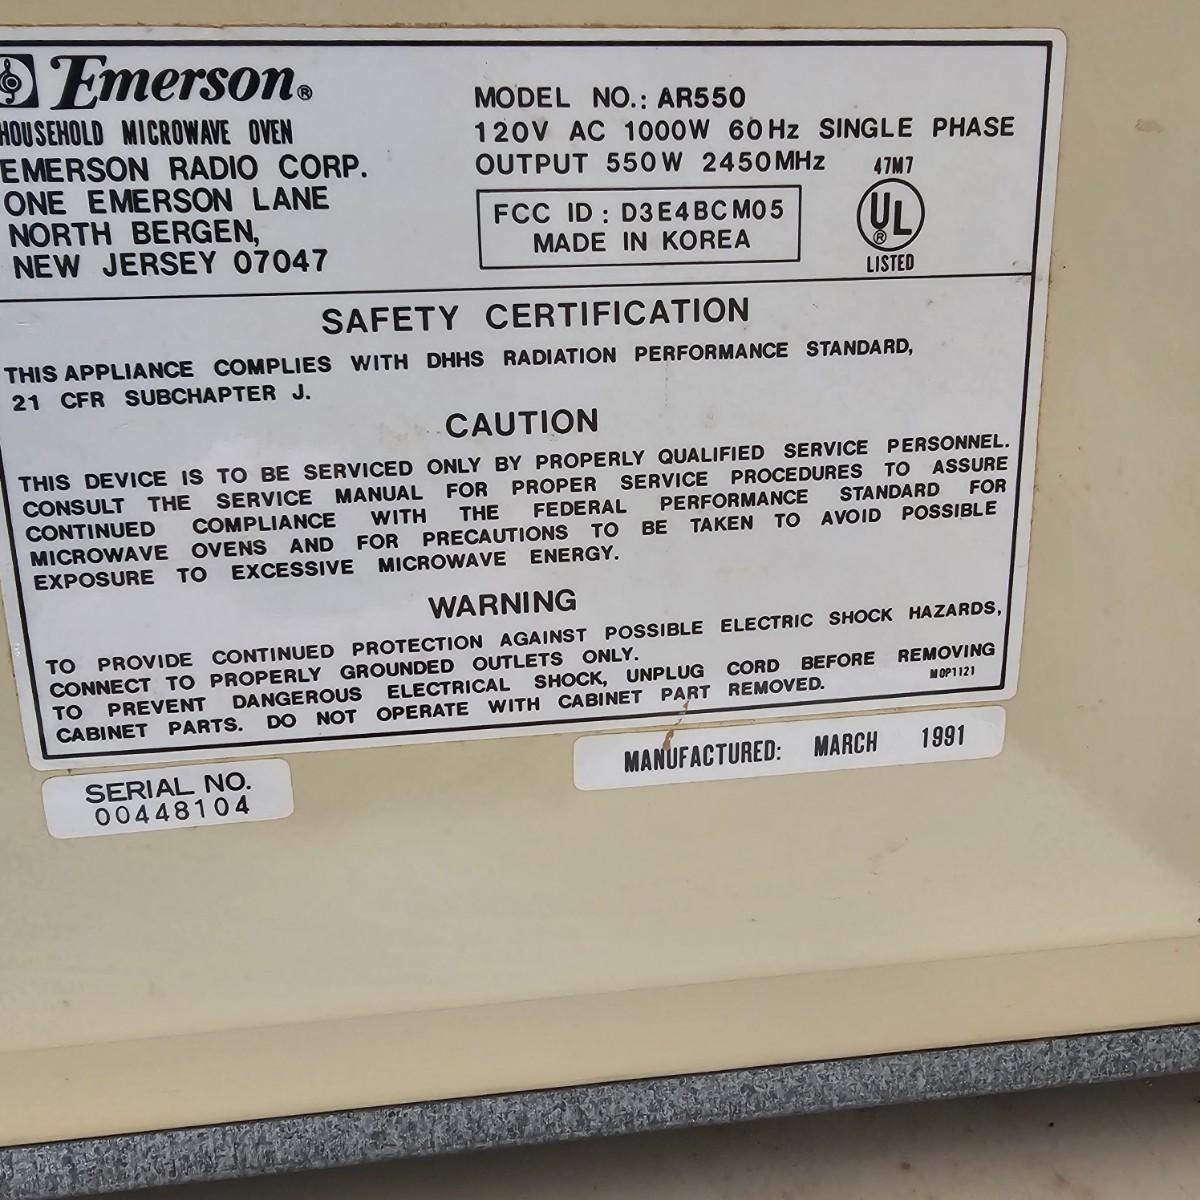 Emerson®
HOUSEHOLD MICROWAVE OVEN
EMERSON RADIO CORP.
ONE EMERSON LANE
NORTH BERGEN,
NEW JERSEY 07047
MODEL NO.: AR550
120V AC 1000W 60Hz SINGLE PHASE
OUTPUT 550W 2450MHz
FCC ID: D3E4BCM05
MADE IN KOREA
47M7
UL®
LISTED
SAFETY CERTIFICATION
THIS APPLIANCE COMPLIES WITH DHHS RADIATION PERFORMANCE STANDARD,
21 CFR SUBCHAPTER J.
CAUTION
THIS DEVICE IS TO BE SERVICED ONLY BY PROPERLY QUALIFIED SERVICE PERSONNEL.
CONSULT THE SERVICE MANUAL FOR PROPER SERVICE PROCEDURES TO ASSURE
CONTINUED COMPLIANCE WITH THE FEDERAL PERFORMANCE STANDARD FOR
MICROWAVE OVENS AND FOR PRECAUTIONS TO BE TAKEN TO AVOID POSSIBLE
EXPOSURE TO EXCESSIVE MICROWAVE ENERGY.
WARNING
TO PROVIDE CONTINUED PROTECTION AGAINST POSSIBLE ELECTRIC SHOCK HAZARDS,
CONNECT TO PROPERLY GROUNDED OUTLETS ONLY.
TO PREVENT DANGEROUS ELECTRICAL SHOCK, UNPLUG CORD BEFORE REMOVING
CABINET PARTS. DO NOT OPERATE WITH CABINET PART REMOVED.
MOP1121
SERIAL NO.
00448104
MANUFACTURED: MARCH 1991